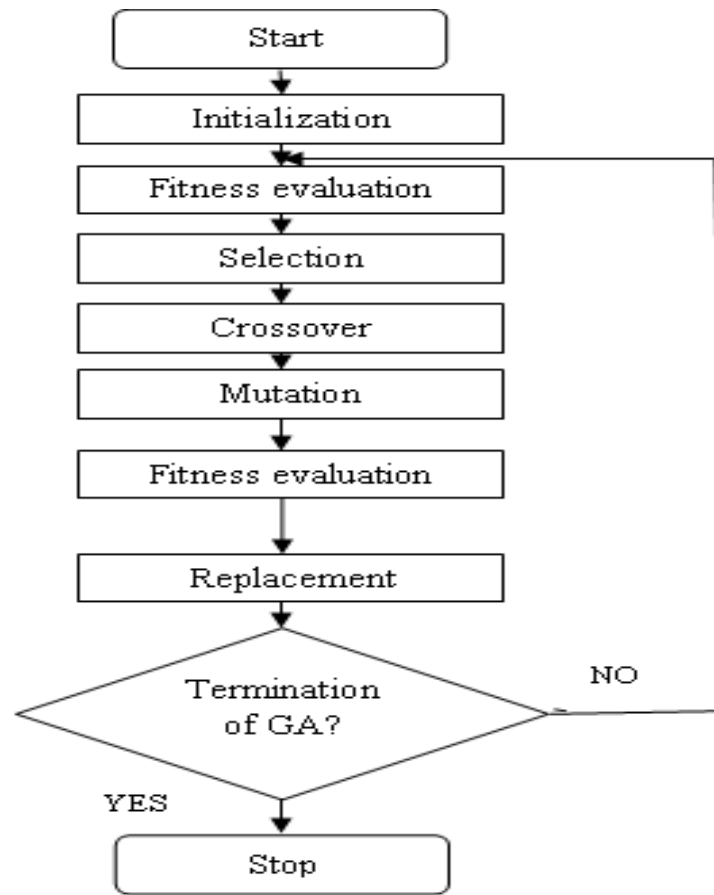 Start
Initialization
Fitness evaluation
Selection
Crossover
Mutation
Fitness evaluation
Replacement
Termination
of GA?
NO
YES
Stop